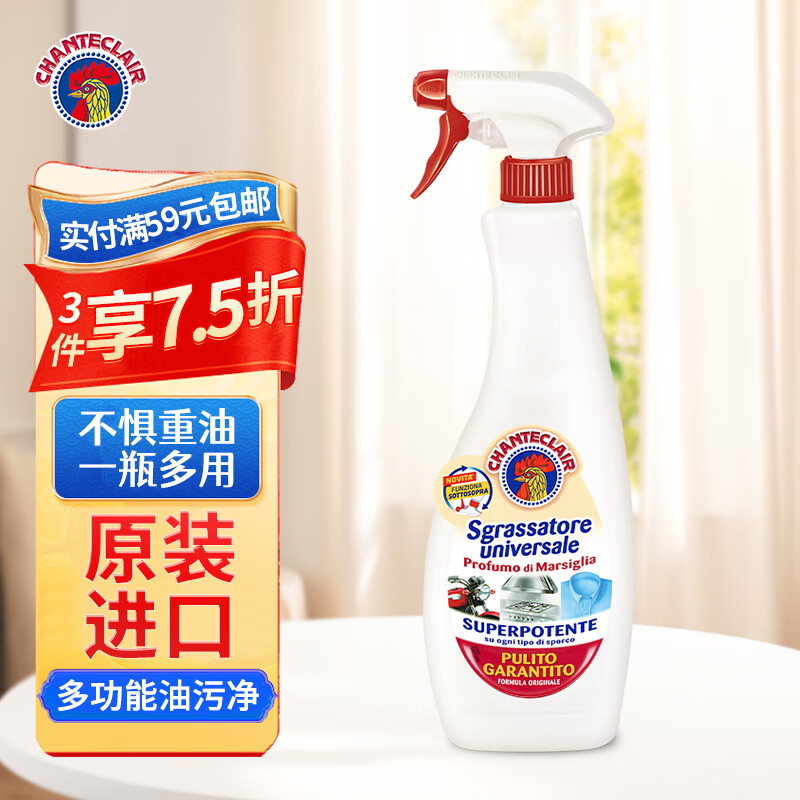 CHANTECLAIR
实付满59元包邮
3件享7.5折
不惧重油
一瓶多用
原装
进口
多功能油污净
CHANTECLAIR
CHANTECLAIR
NOVITA'
FUNZIONA
SOTTOSOPRA
Sgrassatore
universale
Profumo di Marsiglia
SUPERPOTENTE
su ogni tipo di sporco
PULITO
GARANTITO
FORMULA ORIGINALE